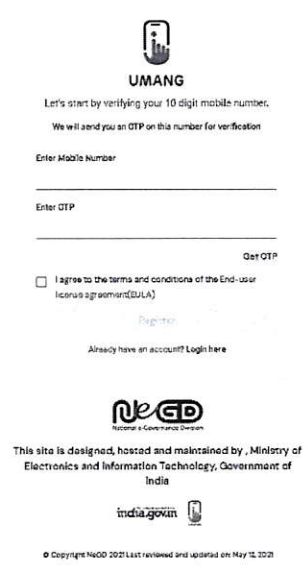 UMANG
Let's start by verifying your 10 digit mobile number.
We will send you an OTP on this number for verification
Enter Mobile Number
Enter OTP
Get OTP
I agree to the terms and conditions of the End-user
license agreement(EULA)
Register
Already have an account? Login here
NeGD
National e-Governance Division
This site is designed, hosted and maintained by , Ministry of
Electronics and Information Technology, Government of
India
india.gov.in
© Copyright NeGD 2021 Last reviewed and updated on: May 12, 2021